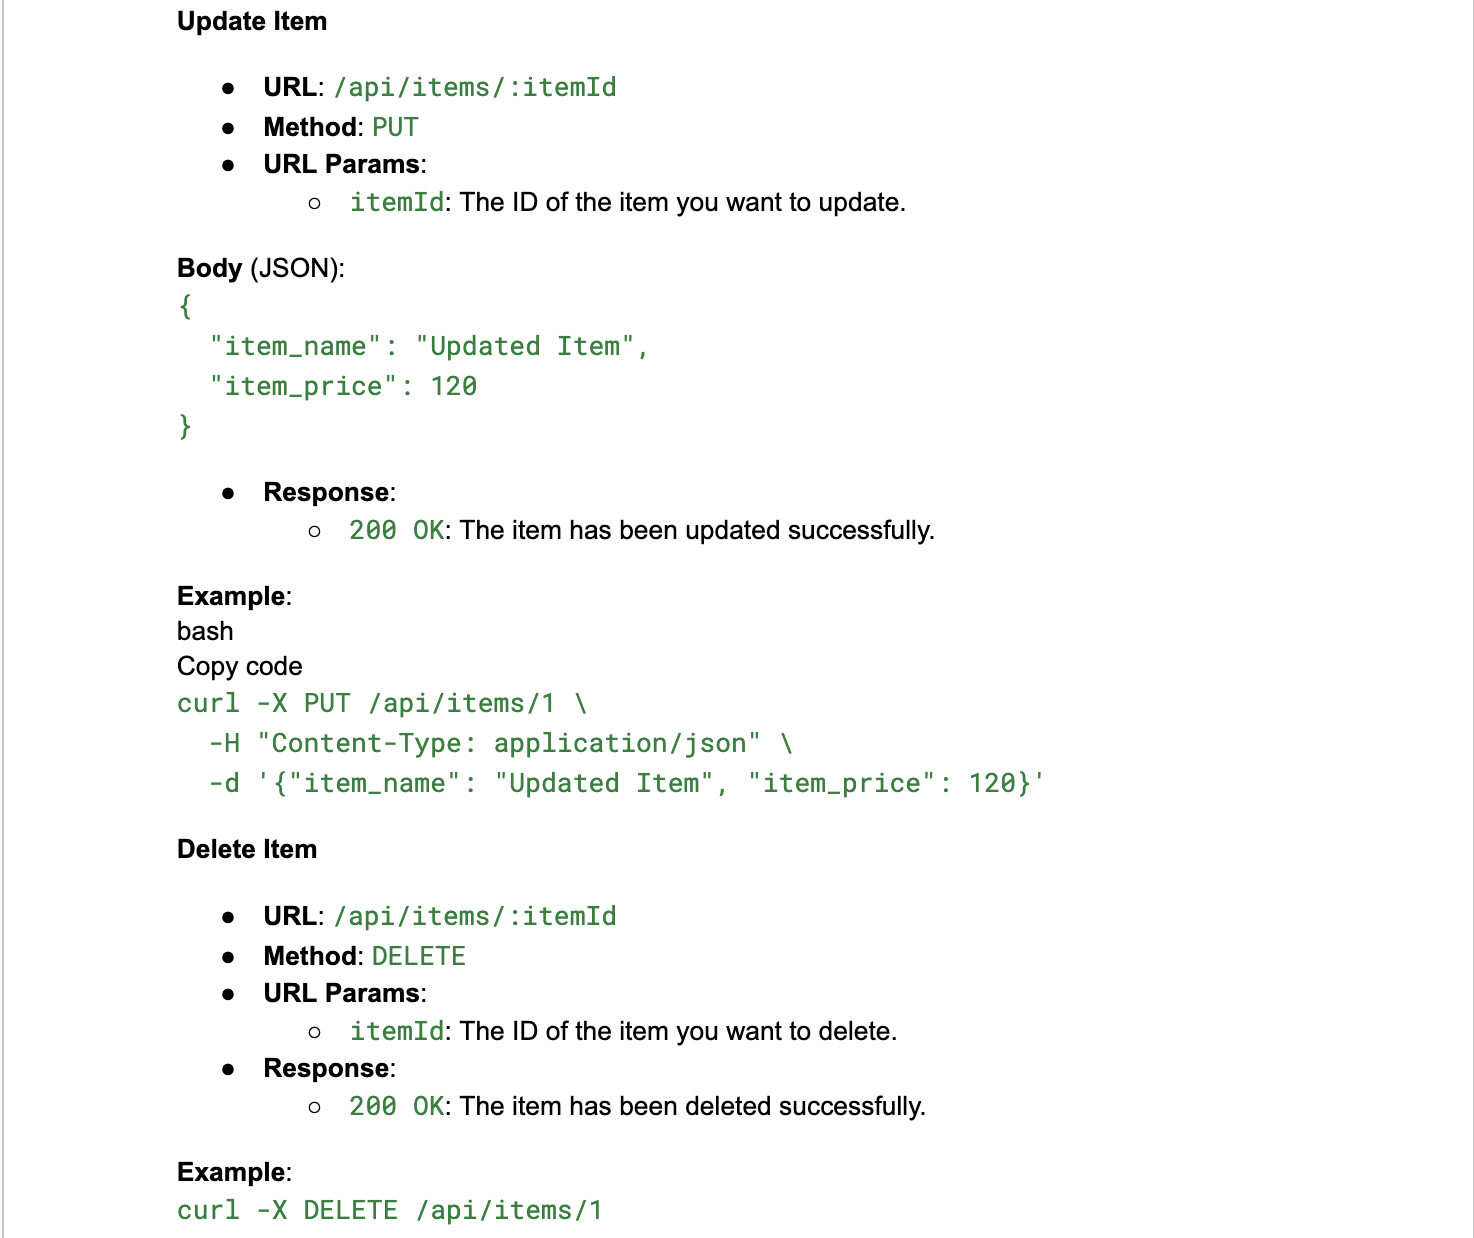 Update Item
● URL: /api/items/:itemId
● Method: PUT
● URL Params:
○ itemId: The ID of the item you want to update.
Body (JSON):
{
  "item_name": "Updated Item",
  "item_price": 120
}
● Response:
○ 200 OK: The item has been updated successfully.
Example:
bash
Copy code
curl -X PUT /api/items/1 \
  -H "Content-Type: application/json" \
  -d '{"item_name": "Updated Item", "item_price": 120}'
Delete Item
● URL: /api/items/:itemId
● Method: DELETE
● URL Params:
○ itemId: The ID of the item you want to delete.
● Response:
○ 200 OK: The item has been deleted successfully.
Example:
curl -X DELETE /api/items/1